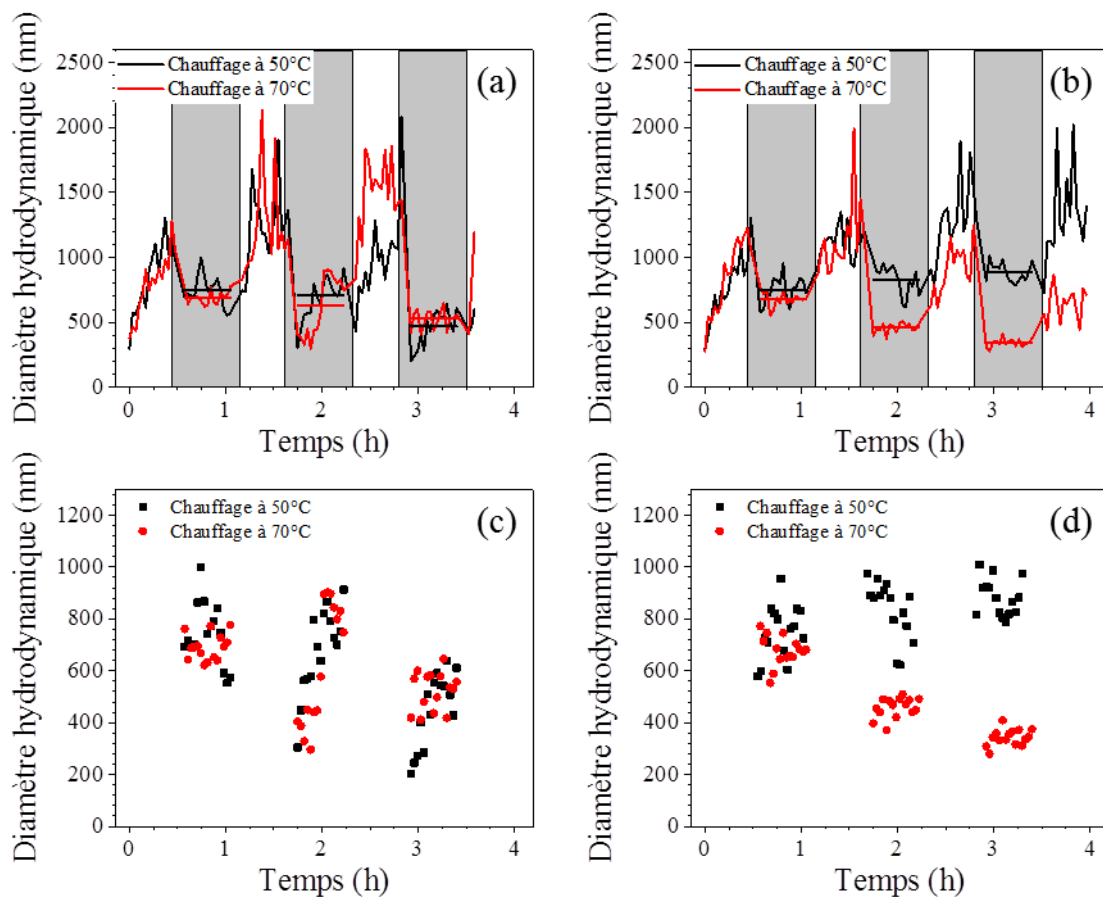 Diamètre hydrodynamique (nm)
2500
2000
1500
1000
500
0
Chauffage à 50°C
Chauffage à 70°C
(a)
0 1 2 3 4
Temps (h)
Diamètre hydrodynamique (nm)
2500
2000
1500
1000
500
0
Chauffage à 50°C
Chauffage à 70°C
(b)
0 1 2 3 4
Temps (h)
Diamètre hydrodynamique (nm)
1200
1000
800
600
400
200
0
Chauffage à 50°C
Chauffage à 70°C
(c)
0 1 2 3 4
Temps (h)
Diamètre hydrodynamique (nm)
1200
1000
800
600
400
200
0
Chauffage à 50°C
Chauffage à 70°C
(d)
0 1 2 3 4
Temps (h)